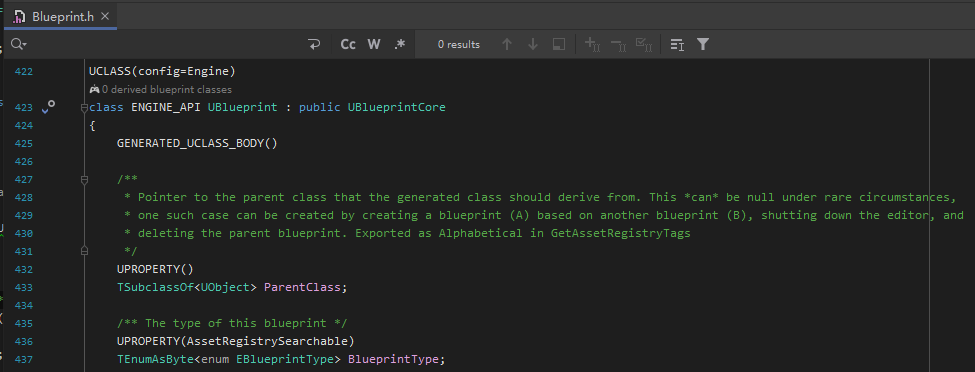 Blueprint.h
Cc W .* 0 results
422 UCLASS(config=Engine)
0 derived blueprint classes
423 class ENGINE_API UBlueprint : public UBlueprintCore
424 {
425 GENERATED_UCLASS_BODY()
426
427 /**
428 * Pointer to the parent class that the generated class should derive from. This *can* be null under rare circumstances,
429 * one such case can be created by creating a blueprint (A) based on another blueprint (B), shutting down the editor, and
430 * deleting the parent blueprint. Exported as Alphabetical in GetAssetRegistryTags
431 */
432 UPROPERTY()
433 TSubclassOf<UObject> ParentClass;
434
435 /** The type of this blueprint */
436 UPROPERTY(AssetRegistrySearchable)
437 TEnumAsByte<enum EBlueprintType> BlueprintType;